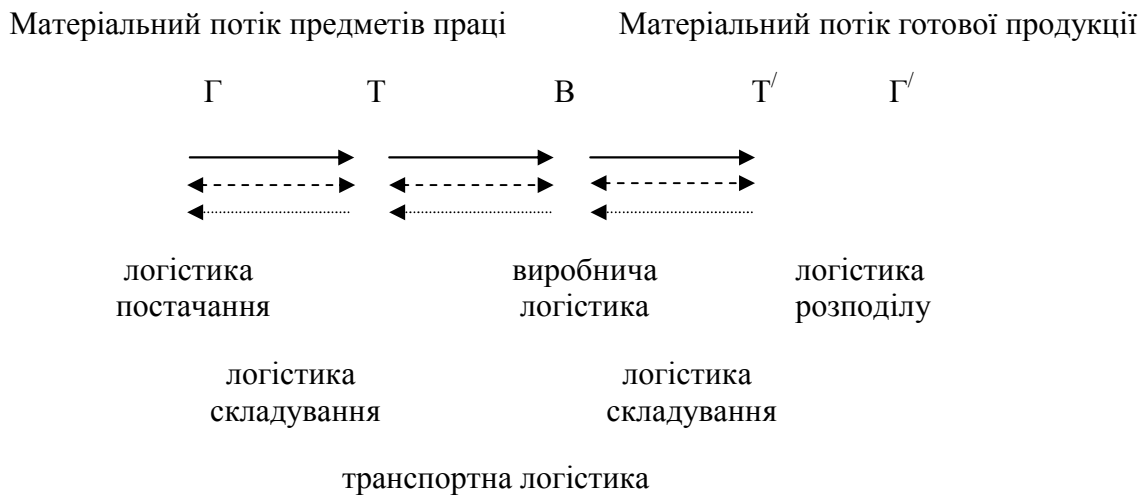 Матеріальний потік предметів праці Матеріальний потік готової продукції
Г Т В Т/ Г/
логістика виробнича логістика
постачання логістика розподілу
логістика логістика
складування складування
транспортна логістика